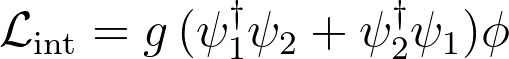 ℒ_int = g (ψ₁†ψ₂ + ψ₂†ψ₁)ϕ